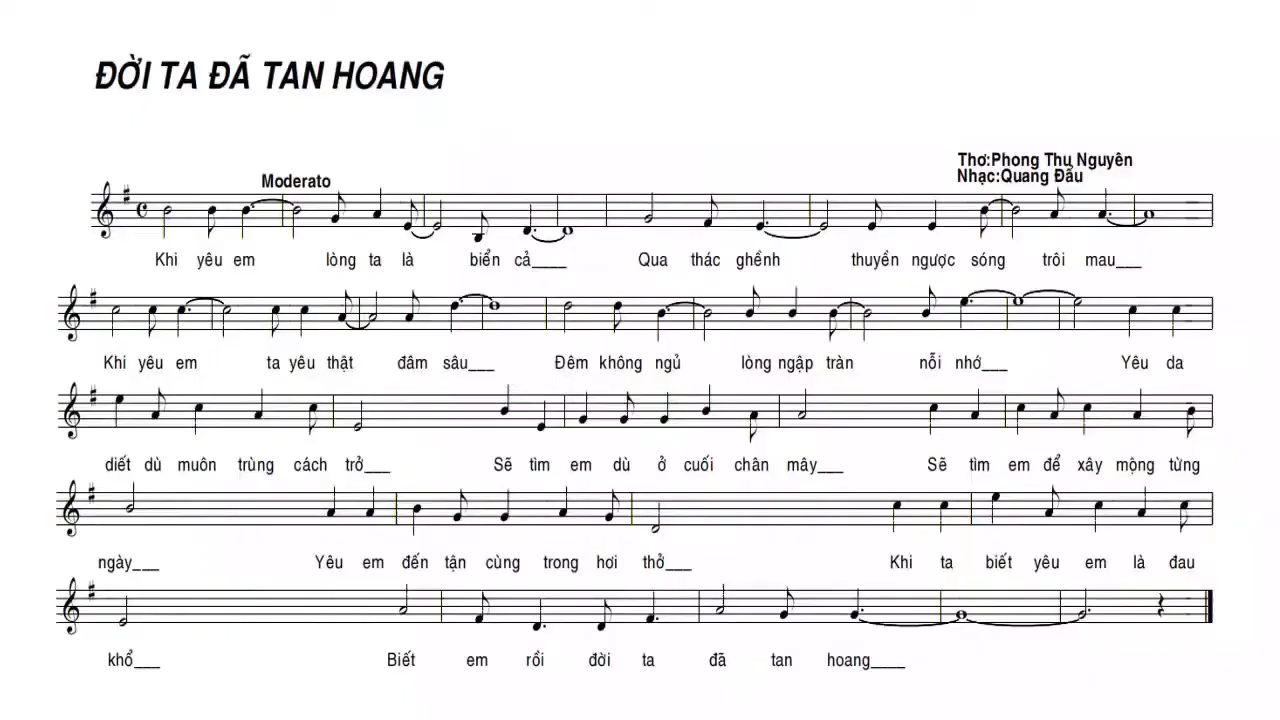 ĐỜI TA ĐÃ TAN HOANG
Thơ:Phong Thu Nguyên
Moderato
Nhạc:Quang Đẩu
Khi yêu em lòng ta là biển cả____ Qua thác ghềnh thuyền ngược sóng trôi mau___
Khi yêu em ta yêu thật đâm sâu___ Đêm không ngủ lòng ngập tràn nỗi nhớ___ Yêu da
diết dù muôn trùng cách trở___ Sẽ tìm em dù ở cuối chân mây___ Sẽ tìm em để xây mộng từng
ngày___ Yêu em đến tận cùng trong hơi thở___ Khi ta biết yêu em là đau
khổ___ Biết em rồi đời ta đã tan hoang____